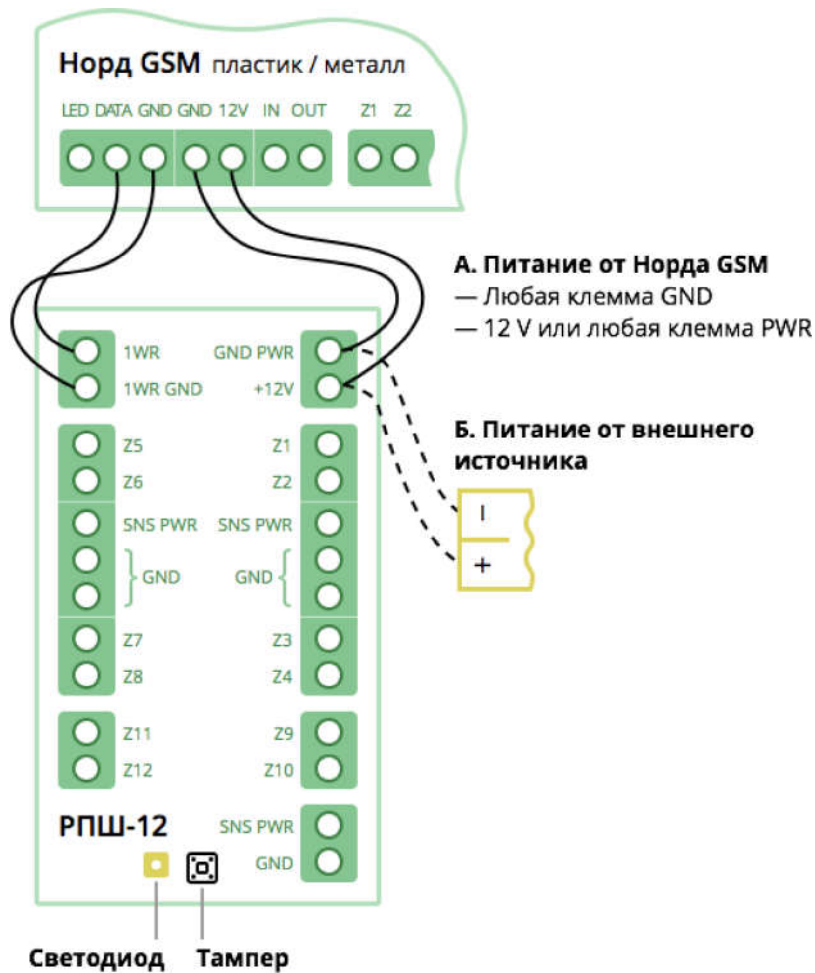 Норд GSM пластик / металл
LED DATA GND GND 12V IN OUT Z1 Z2
А. Питание от Норда GSM
— Любая клемма GND
— 12 V или любая клемма PWR
1WR GND PWR
1WR GND +12V
Б. Питание от внешнего
источника
Z5 Z1
Z6 Z2
SNS PWR SNS PWR
GND GND
Z7 Z3
Z8 Z4
Z11 Z9
Z12 Z10
РПШ-12 SNS PWR
GND
Светодиод Тампер